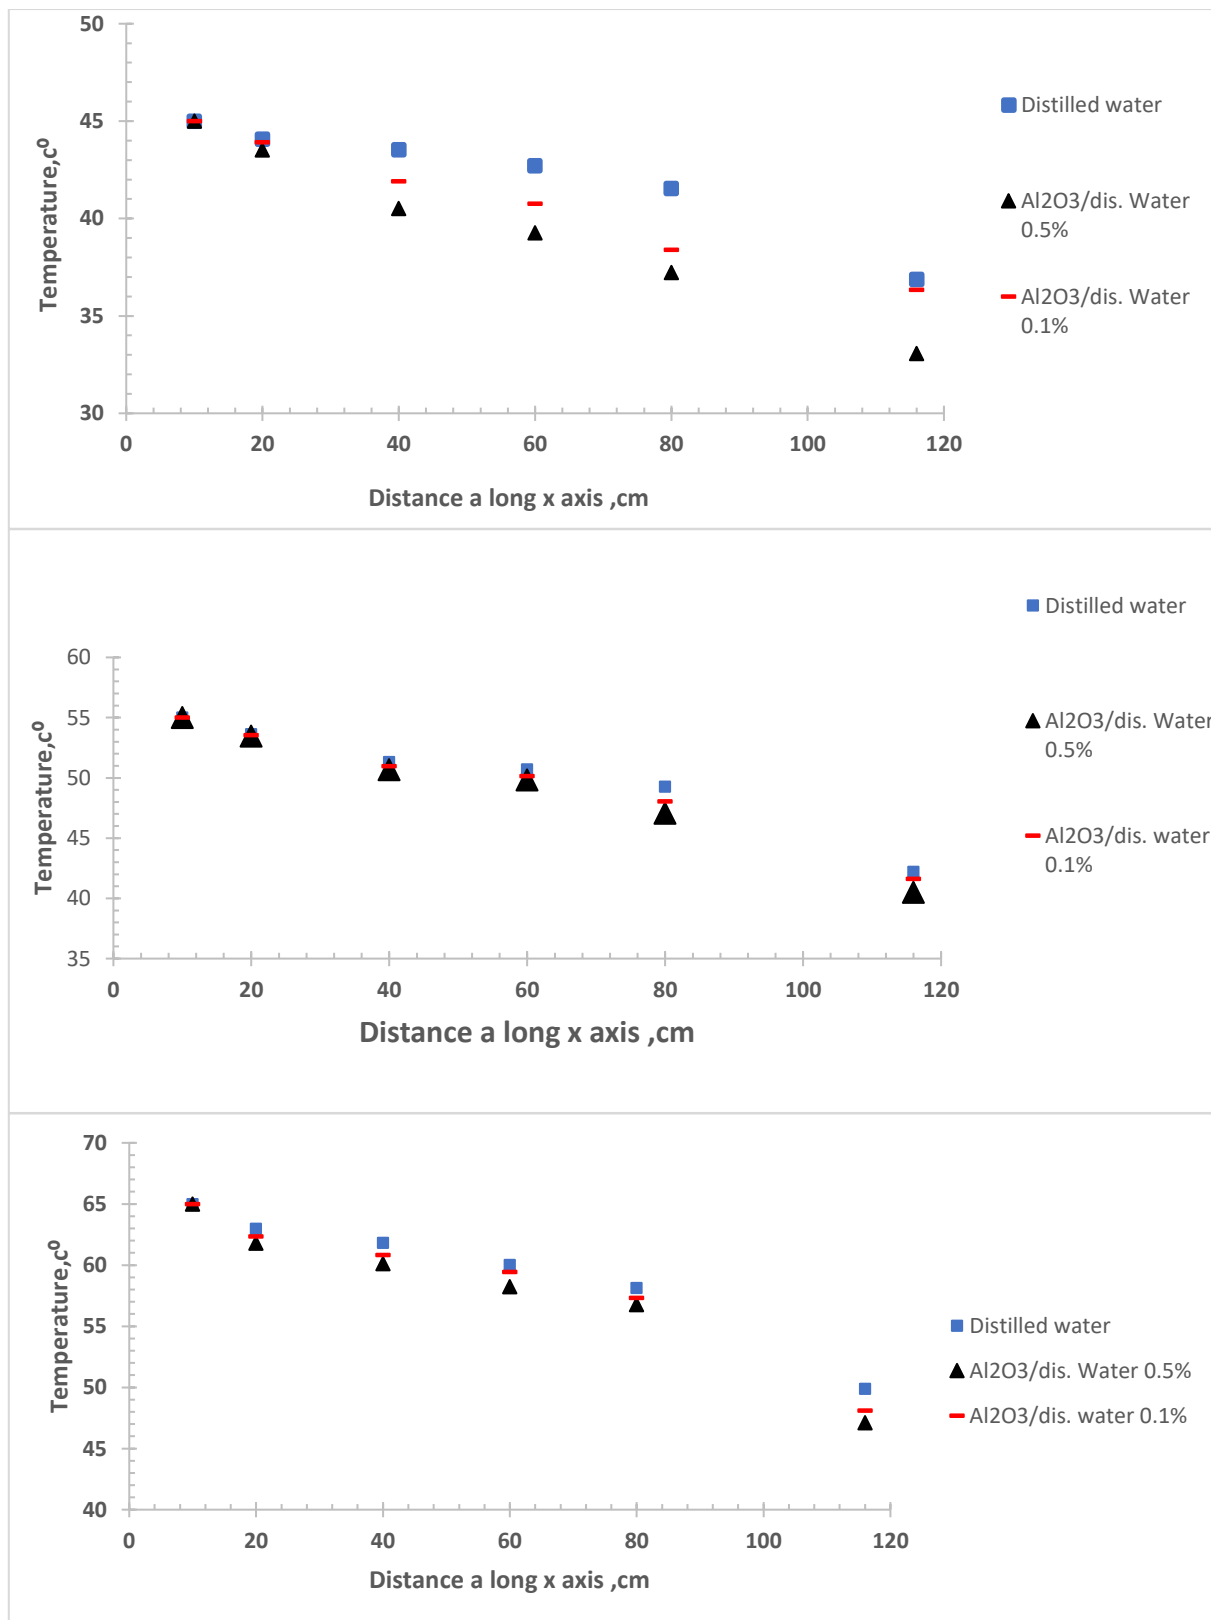 50
45
40
35
30
0
20
40
60
80
100
120
Temperature,c⁰
Distance a long x axis ,cm
Distilled water
Al2O3/dis. Water
0.5%
Al2O3/dis. Water
0.1%
60
55
50
45
40
35
0
20
40
60
80
100
120
Temperature,c⁰
Distance a long x axis ,cm
Distilled water
Al2O3/dis. Water
0.5%
Al2O3/dis. water
0.1%
70
65
60
55
50
45
40
0
20
40
60
80
100
120
Temperature,c⁰
Distance a long x axis ,cm
Distilled water
Al2O3/dis. Water 0.5%
Al2O3/dis. water 0.1%